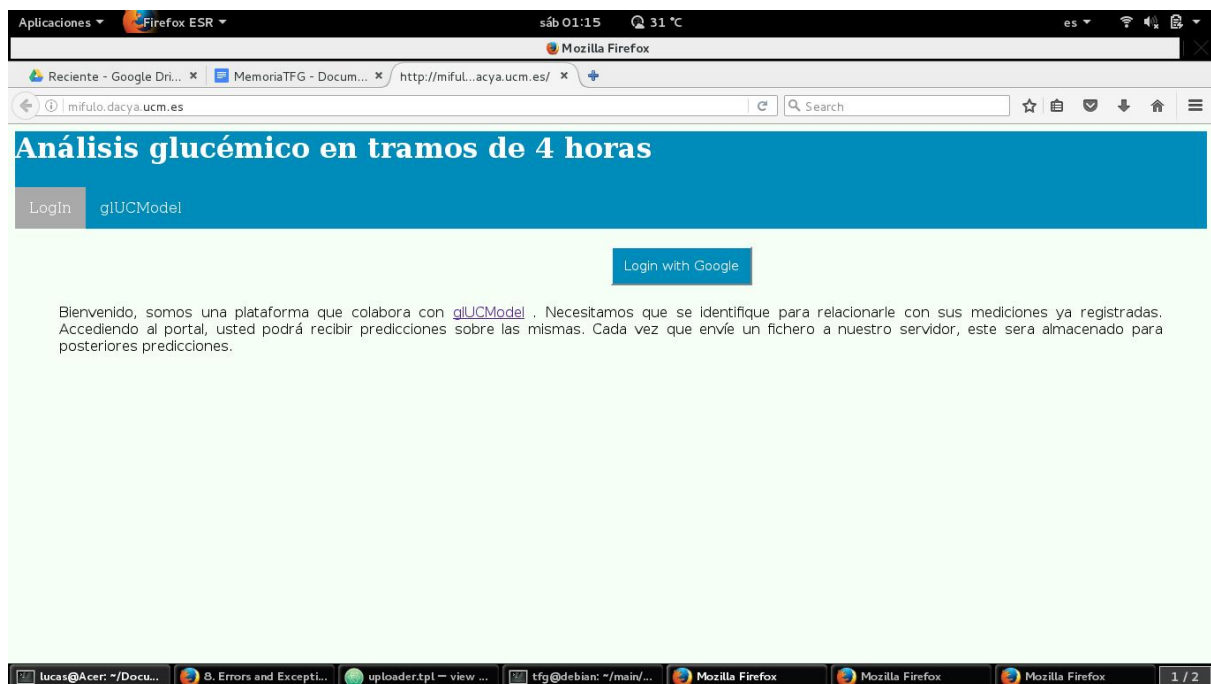 Aplicaciones Firefox ESR sáb 01:15 31 °C es
Mozilla Firefox
Reciente - Google Dri... MemoriaTFG - Docum... http://miful...acya.ucm.es/
mifulo.dacya.ucm.es Search
Análisis glucémico en tramos de 4 horas
LogIn glUCModel
Login with Google
Bienvenido, somos una plataforma que colabora con glUCModel . Necesitamos que se identifique para relacionarle con sus mediciones ya registradas.
Accediendo al portal, usted podrá recibir predicciones sobre las mismas. Cada vez que envíe un fichero a nuestro servidor, este sera almacenado para
posteriores predicciones.
lucas@Acer: ~/Docu... 8. Errors and Excepti... uploader.tpl — view ... tfg@debian: ~/main/... Mozilla Firefox Mozilla Firefox Mozilla Firefox 1 / 2